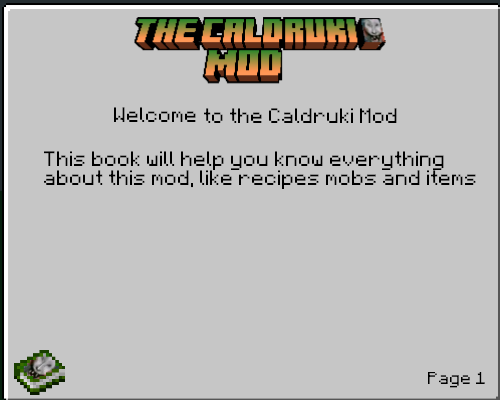 THE CALDRUKI
MOD
Welcome to the Caldruki Mod
This book will help you know everything
about this mod, like recipes mobs and items
Page 1